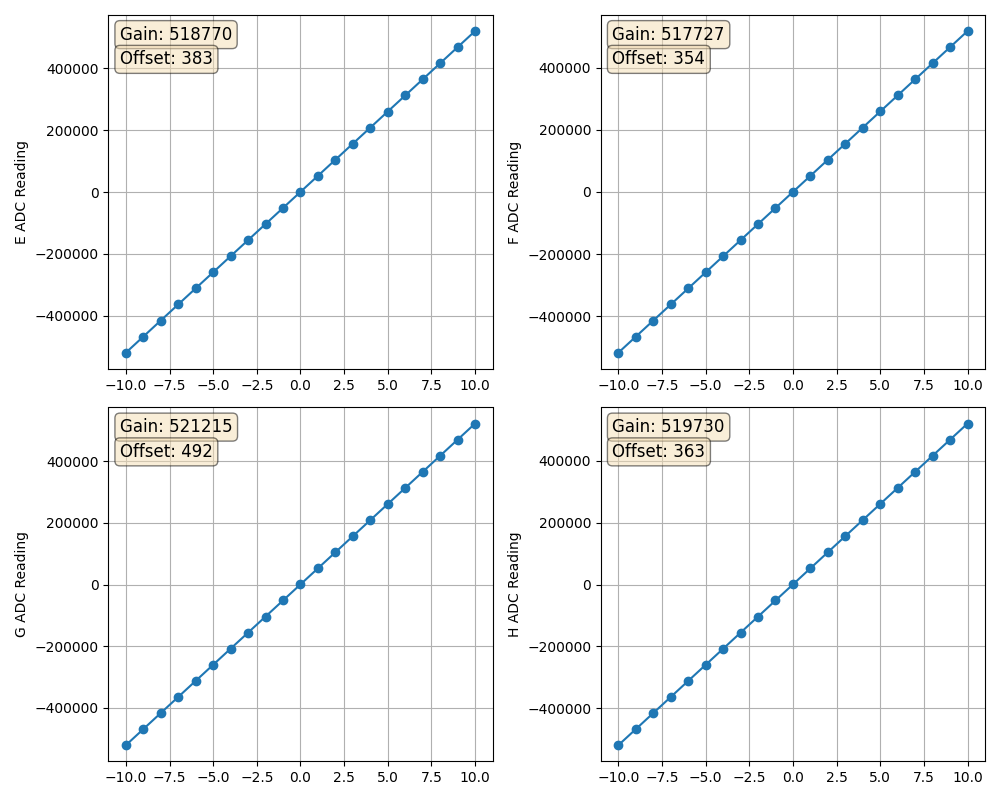 Gain: 518770
Offset: 383
400000
200000
0
−200000
−400000
E ADC Reading
−10.0 −7.5 −5.0 −2.5 0.0 2.5 5.0 7.5 10.0
Gain: 517727
Offset: 354
400000
200000
0
−200000
−400000
F ADC Reading
−10.0 −7.5 −5.0 −2.5 0.0 2.5 5.0 7.5 10.0
Gain: 521215
Offset: 492
400000
200000
0
−200000
−400000
G ADC Reading
−10.0 −7.5 −5.0 −2.5 0.0 2.5 5.0 7.5 10.0
Gain: 519730
Offset: 363
400000
200000
0
−200000
−400000
H ADC Reading
−10.0 −7.5 −5.0 −2.5 0.0 2.5 5.0 7.5 10.0